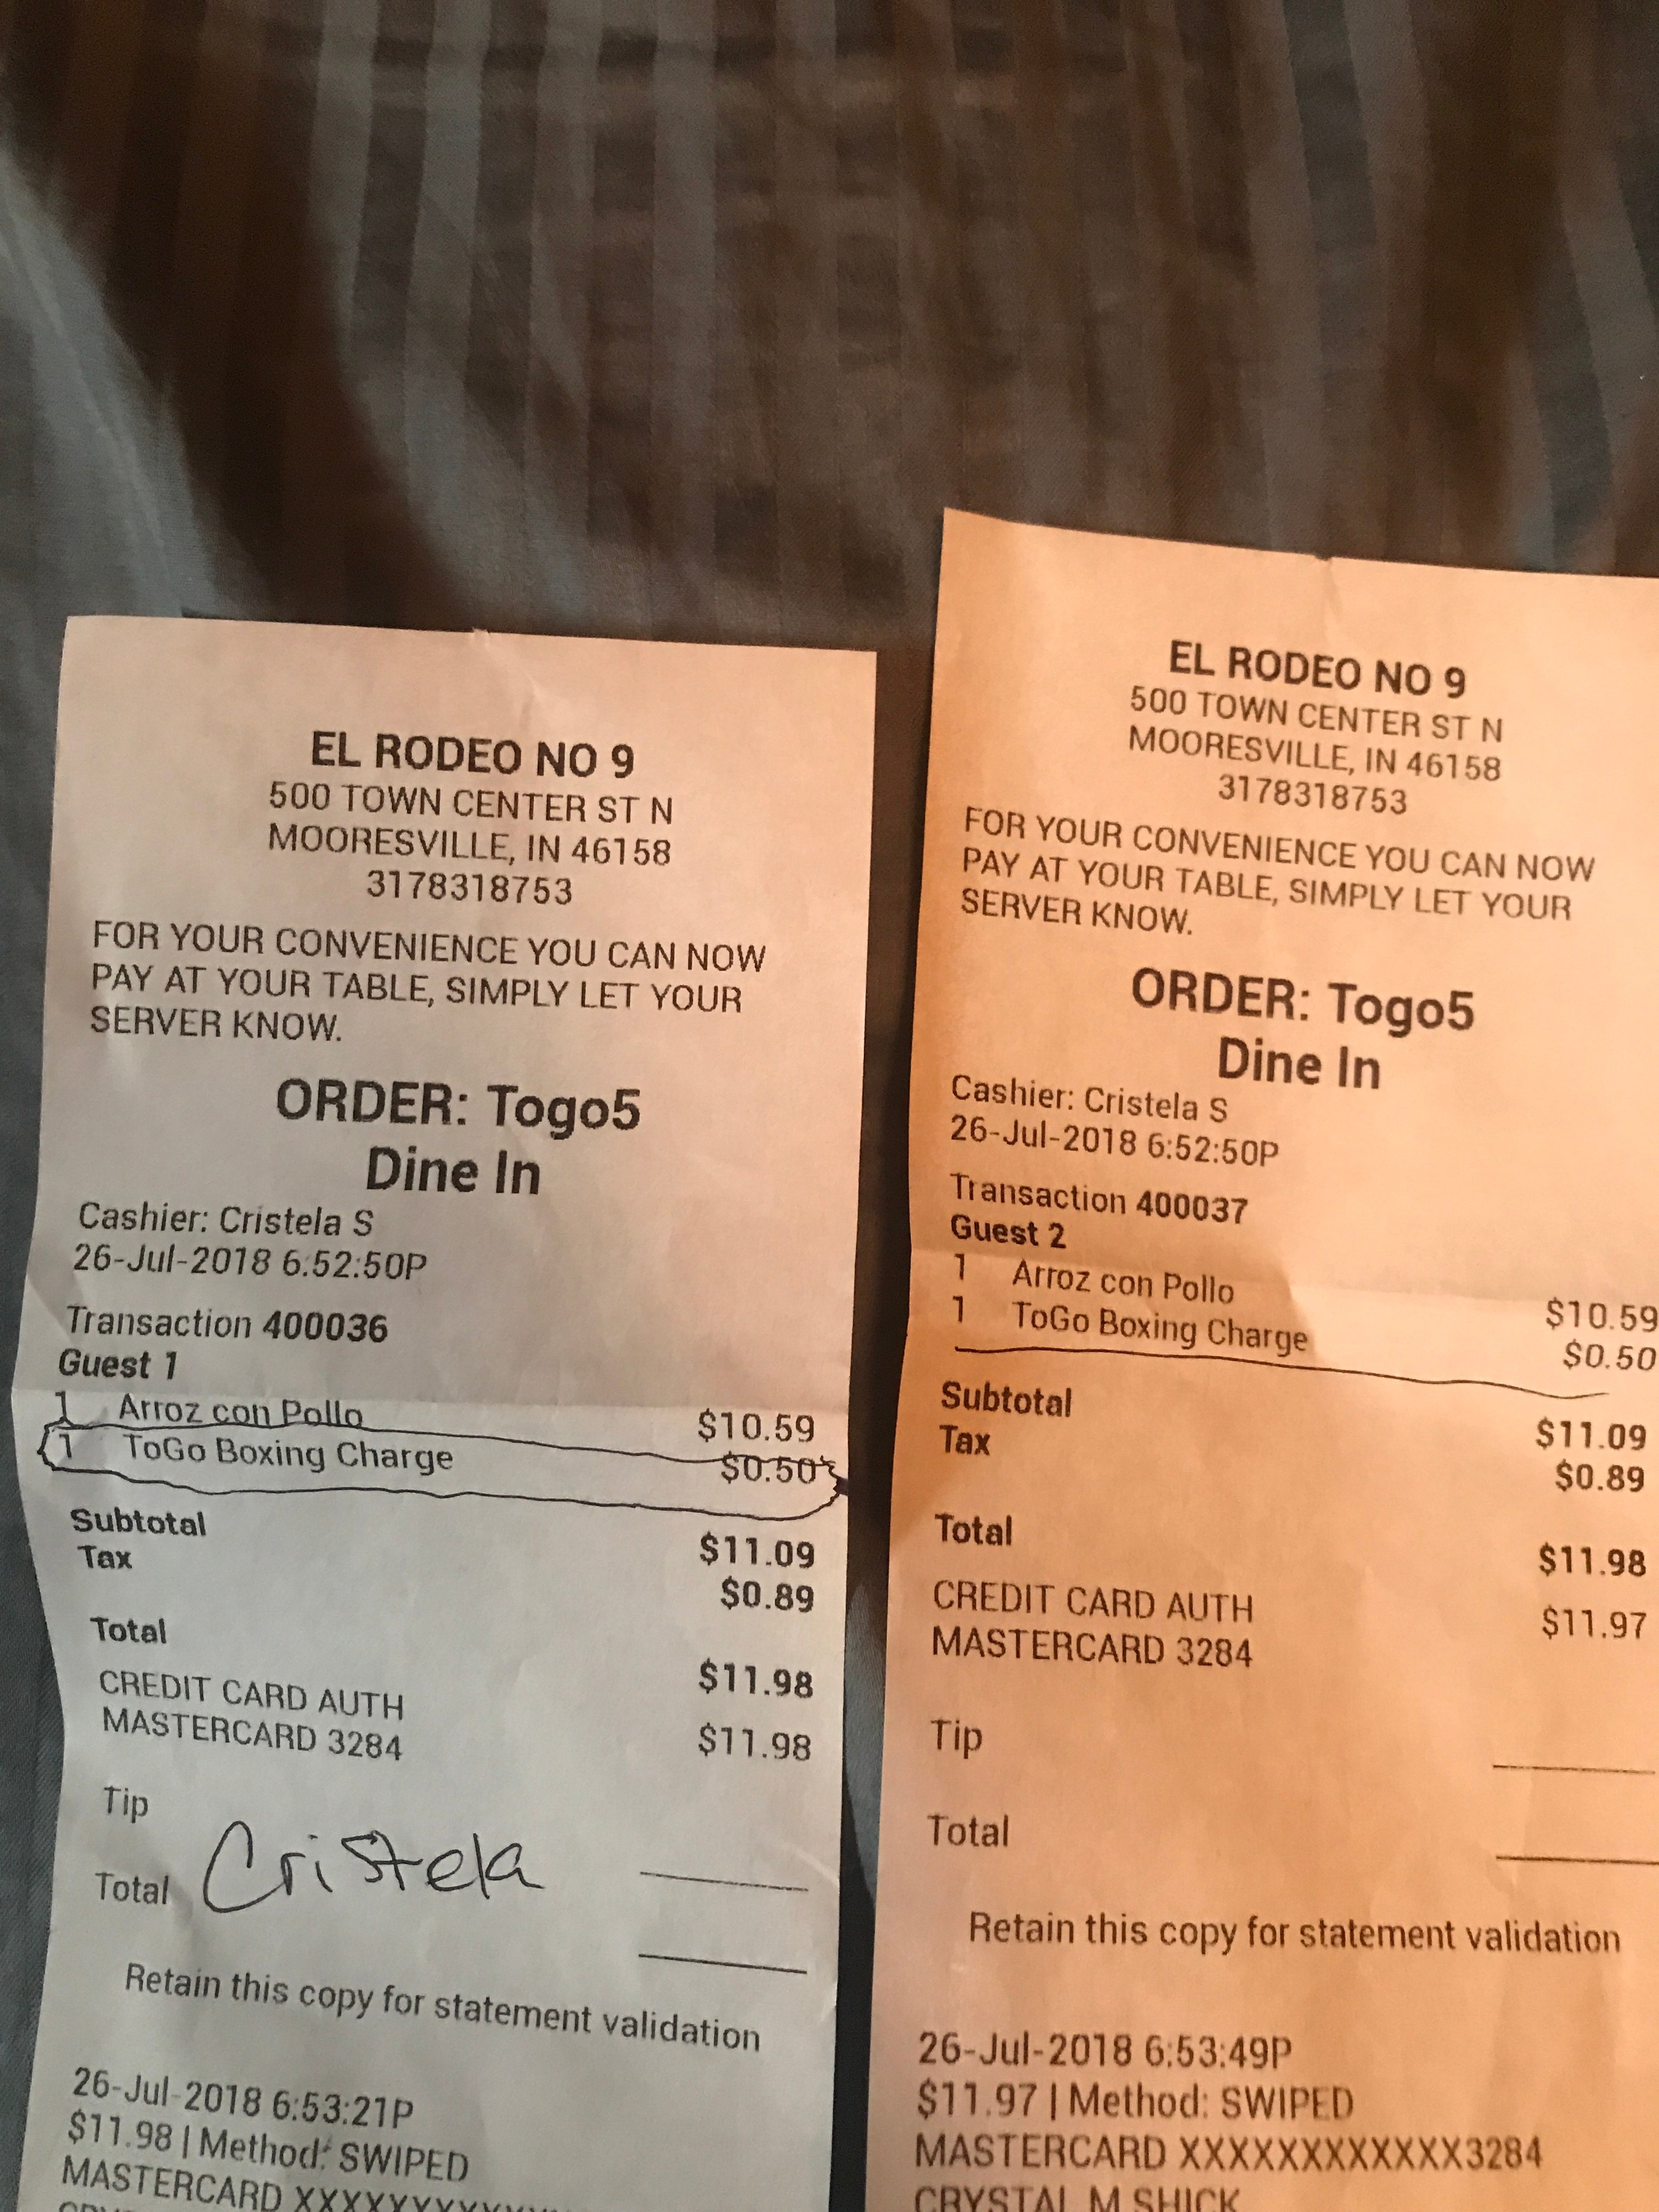 EL RODEO NO 9
500 TOWN CENTER ST N
MOORESVILLE, IN 46158
3178318753
FOR YOUR CONVENIENCE YOU CAN NOW
PAY AT YOUR TABLE, SIMPLY LET YOUR
SERVER KNOW.
ORDER: Togo5
Dine In
Cashier: Cristela S
26-Jul-2018 6:52:50P
Transaction 400036
Guest 1
1 Arroz con Pollo $10.59
1 ToGo Boxing Charge $0.50
Subtotal $11.09
Tax $0.89
Total $11.98
CREDIT CARD AUTH $11.98
MASTERCARD 3284
Tip
Cristela
Total
Retain this copy for statement validation
26-Jul-2018 6:53:21P
$11.98 | Method: SWIPED
MASTERCARD
EL RODEO NO 9
500 TOWN CENTER ST N
MOORESVILLE, IN 46158
3178318753
FOR YOUR CONVENIENCE YOU CAN NOW
PAY AT YOUR TABLE, SIMPLY LET YOUR
SERVER KNOW.
ORDER: Togo5
Dine In
Cashier: Cristela S
26-Jul-2018 6:52:50P
Transaction 400037
Guest 2
1 Arroz con Pollo $10.59
1 ToGo Boxing Charge $0.50
Subtotal $11.09
Tax $0.89
Total $11.98
CREDIT CARD AUTH $11.97
MASTERCARD 3284
Tip
Total
Retain this copy for statement validation
26-Jul-2018 6:53:49P
$11.97 | Method: SWIPED
MASTERCARD XXXXXXXXXXXX3284
CRYSTAL M SHICK